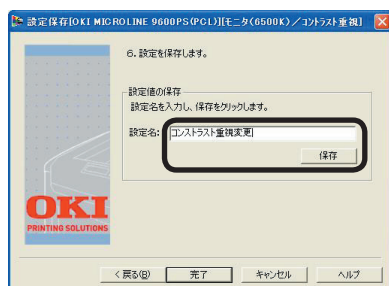 設定保存[OKI MICROLINE 9600PS(PCL)][モニタ(6500K)/コントラスト重視]
6. 設定を保存します。
設定値の保存
設定名を入力し、保存をクリックします。
設定名: コントラスト重視変更
保存
OKI
PRINTING SOLUTIONS
< 戻る(B) 完了 キャンセル ヘルプ